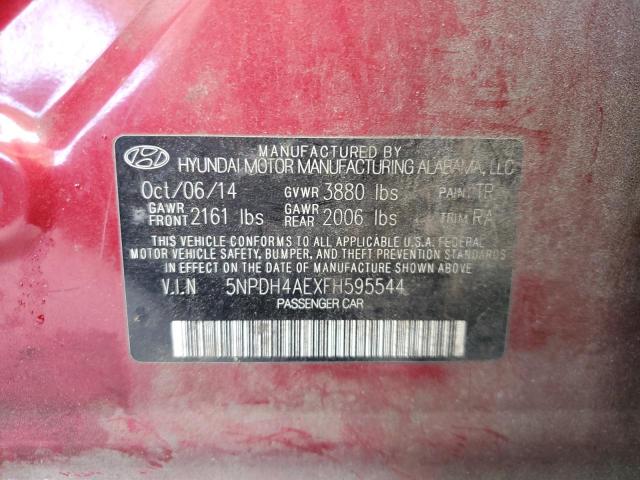 MANUFACTURED BY
HYUNDAI MOTOR MANUFACTURING ALABAMA, LLC
Oct/06/14 GVWR 3880 lbs PAINT TR
GAWR FRONT 2161 lbs GAWR REAR 2006 lbs TRIM RA
THIS VEHICLE CONFORMS TO ALL APPLICABLE U.S.A. FEDERAL
MOTOR VEHICLE SAFETY, BUMPER, AND THEFT PREVENTION STANDARDS
IN EFFECT ON THE DATE OF MANUFACTURE SHOWN ABOVE
V.I.N 5NPDH4AEXFH595544
PASSENGER CAR